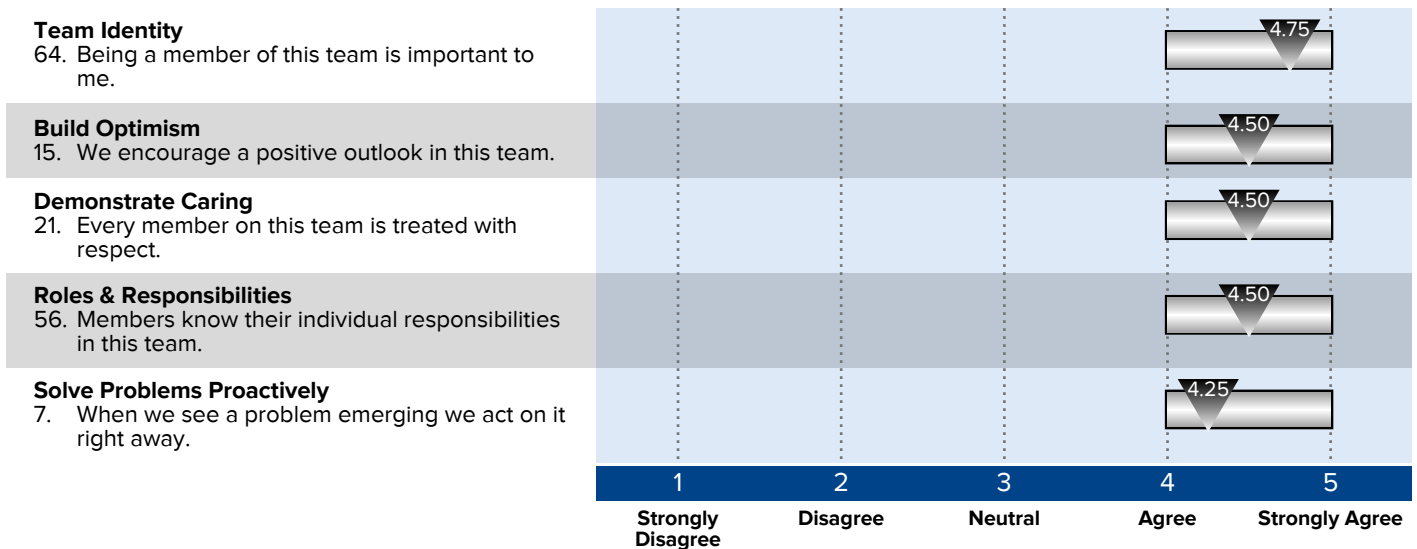 Team Identity
64. Being a member of this team is important to
me.
4.75
Build Optimism
15. We encourage a positive outlook in this team.
4.50
Demonstrate Caring
21. Every member on this team is treated with
respect.
4.50
Roles & Responsibilities
56. Members know their individual responsibilities
in this team.
4.50
Solve Problems Proactively
7. When we see a problem emerging we act on it
right away.
4.25
1 2 3 4 5
Strongly Disagree Neutral Agree Strongly Agree
Disagree